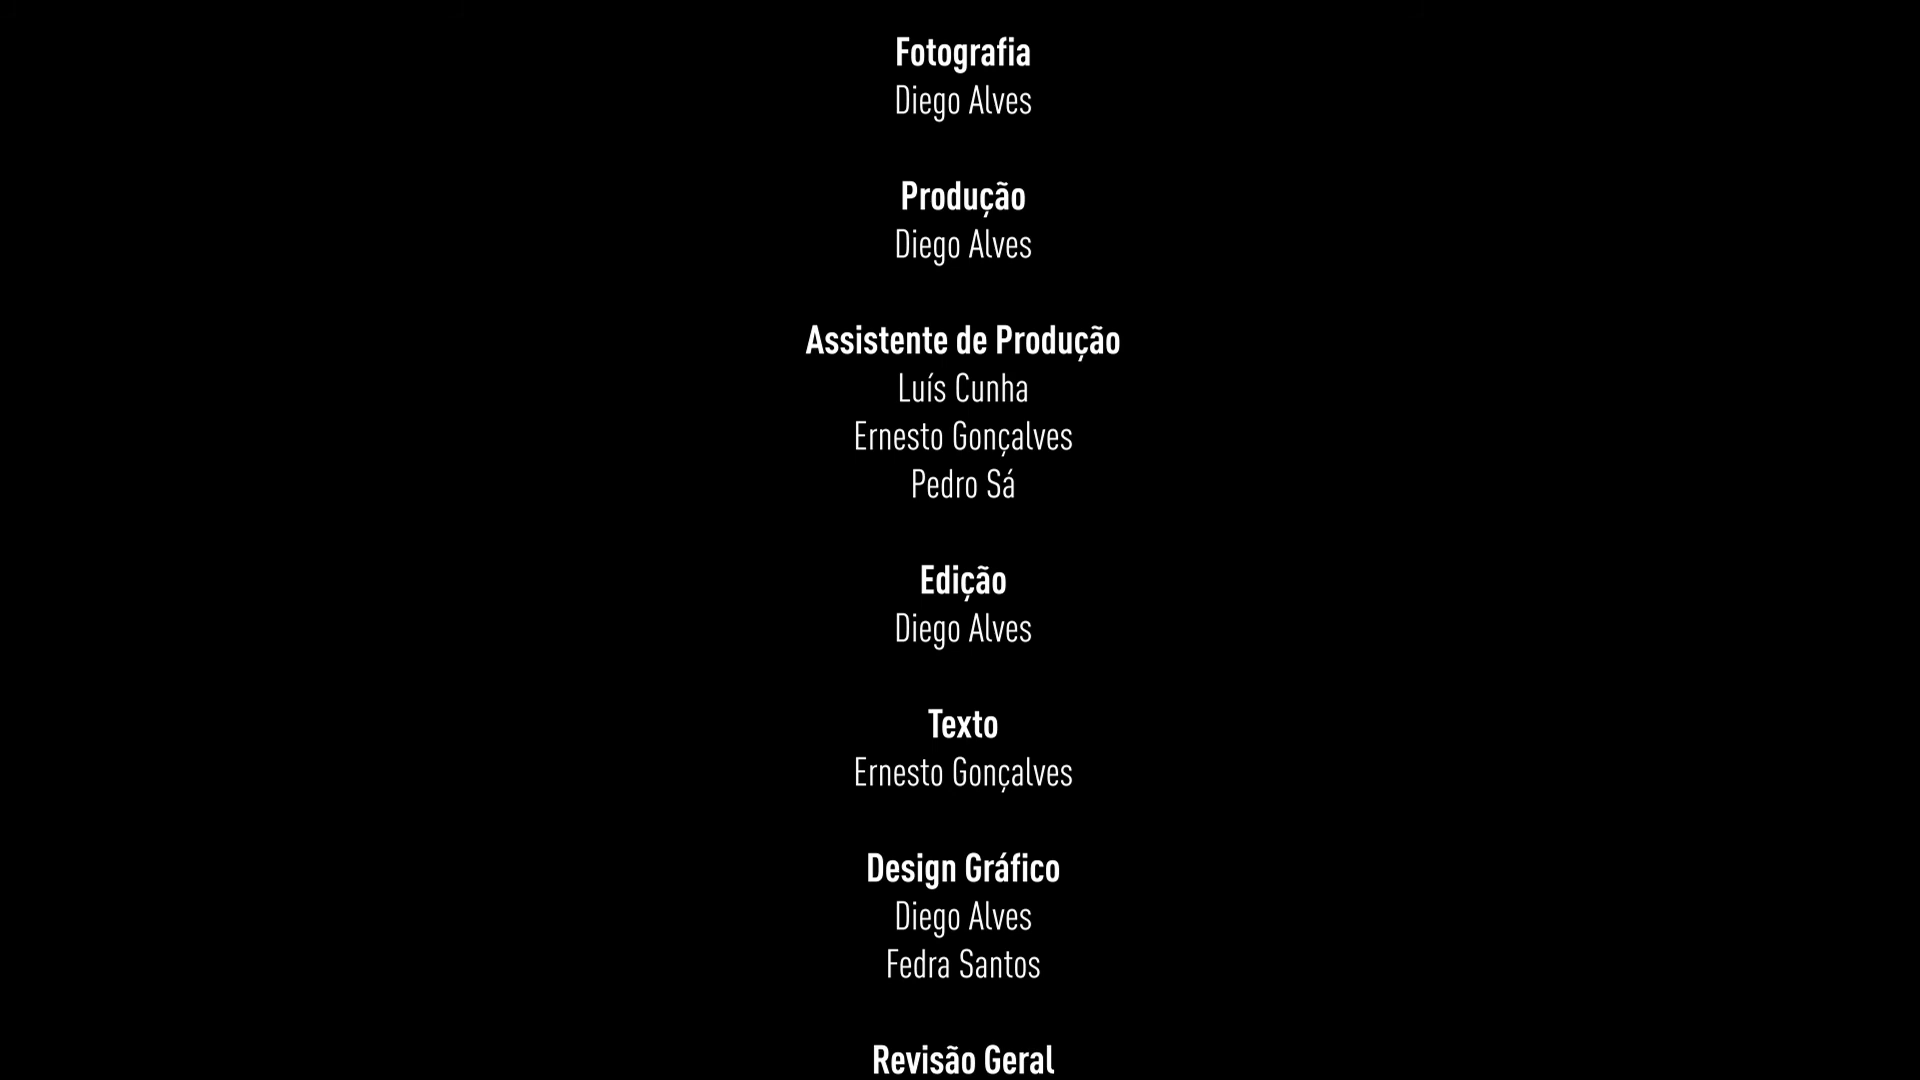 Fotografia
Diego Alves
Produção
Diego Alves
Assistente de Produção
Luís Cunha
Ernesto Gonçalves
Pedro Sá
Edição
Diego Alves
Texto
Ernesto Gonçalves
Design Gráfico
Diego Alves
Fedra Santos
Revisão Geral